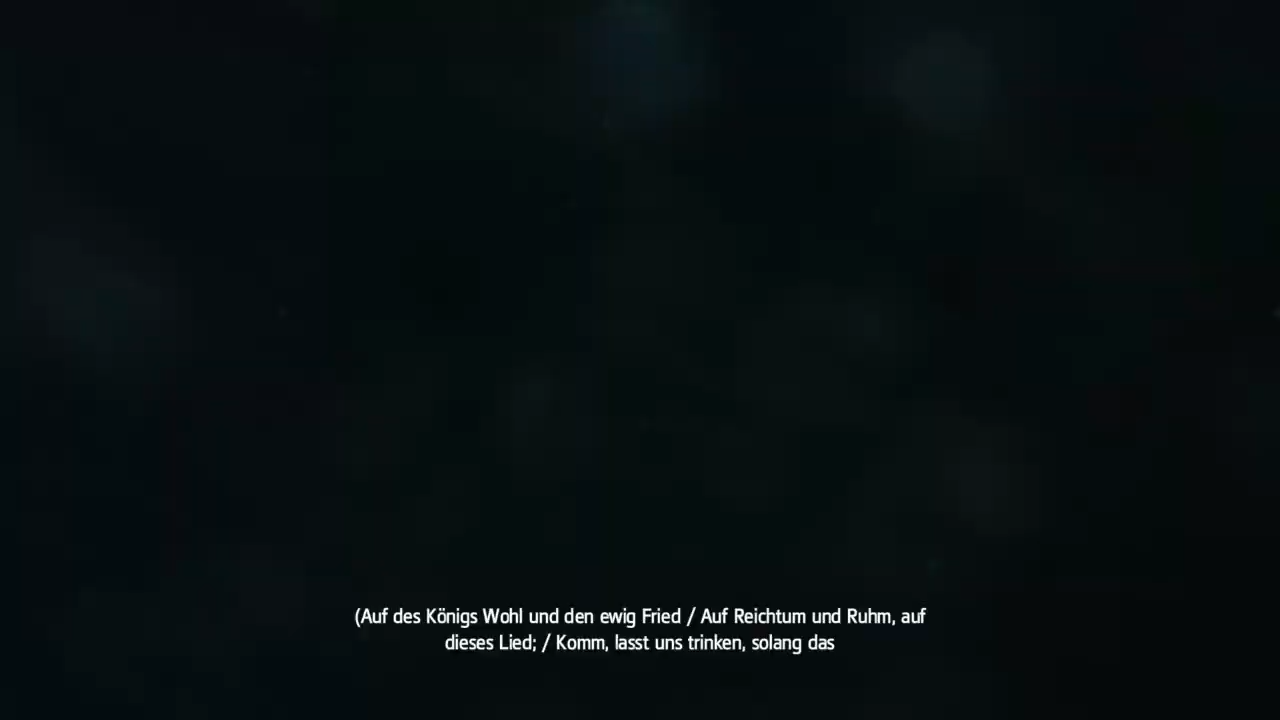 (Auf des Königs Wohl und den ewig Fried / Auf Reichtum und Ruhm, auf
dieses Lied; / Komm, lasst uns trinken, solang das